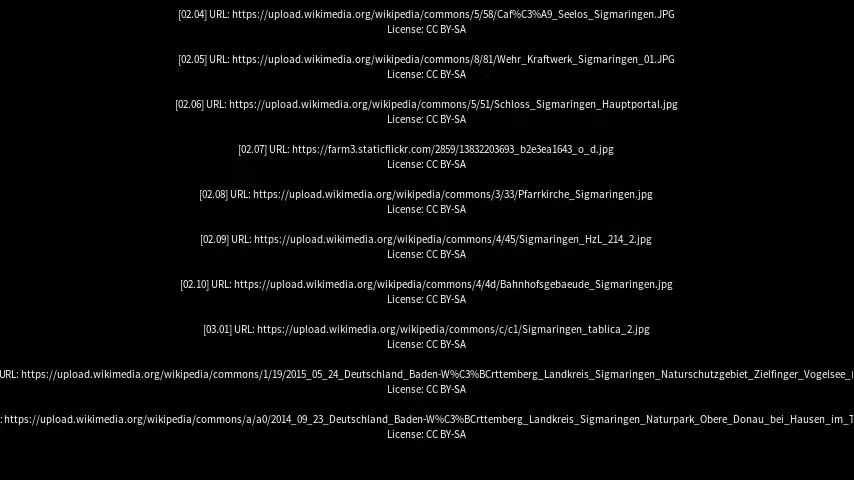 [02.04] URL: https://upload.wikimedia.org/wikipedia/commons/5/58/Caf%C3%A9_Seelos_Sigmaringen.JPG
License: CC BY-SA
[02.05] URL: https://upload.wikimedia.org/wikipedia/commons/8/81/Wehr_Kraftwerk_Sigmaringen_01.JPG
License: CC BY-SA
[02.06] URL: https://upload.wikimedia.org/wikipedia/commons/5/51/Schloss_Sigmaringen_Hauptportal.jpg
License: CC BY-SA
[02.07] URL: https://farm3.staticflickr.com/2859/13832203693_b2e3ea1643_o_d.jpg
License: CC BY-SA
[02.08] URL: https://upload.wikimedia.org/wikipedia/commons/3/33/Pfarrkirche_Sigmaringen.jpg
License: CC BY-SA
[02.09] URL: https://upload.wikimedia.org/wikipedia/commons/4/45/Sigmaringen_HzL_214_2.jpg
License: CC BY-SA
[02.10] URL: https://upload.wikimedia.org/wikipedia/commons/4/4d/Bahnhofsgebaeude_Sigmaringen.jpg
License: CC BY-SA
[03.01] URL: https://upload.wikimedia.org/wikipedia/commons/c/c1/Sigmaringen_tablica_2.jpg
License: CC BY-SA
URL: https://upload.wikimedia.org/wikipedia/commons/1/19/2015_05_24_Deutschland_Baden-W%C3%BCrttemberg_Landkreis_Sigmaringen_Naturschutzgebiet_Zielfinger_Vogelsee_
License: CC BY-SA
: https://upload.wikimedia.org/wikipedia/commons/a/a0/2014_09_23_Deutschland_Baden-W%C3%BCrttemberg_Landkreis_Sigmaringen_Naturpark_Obere_Donau_bei_Hausen_im_T
License: CC BY-SA